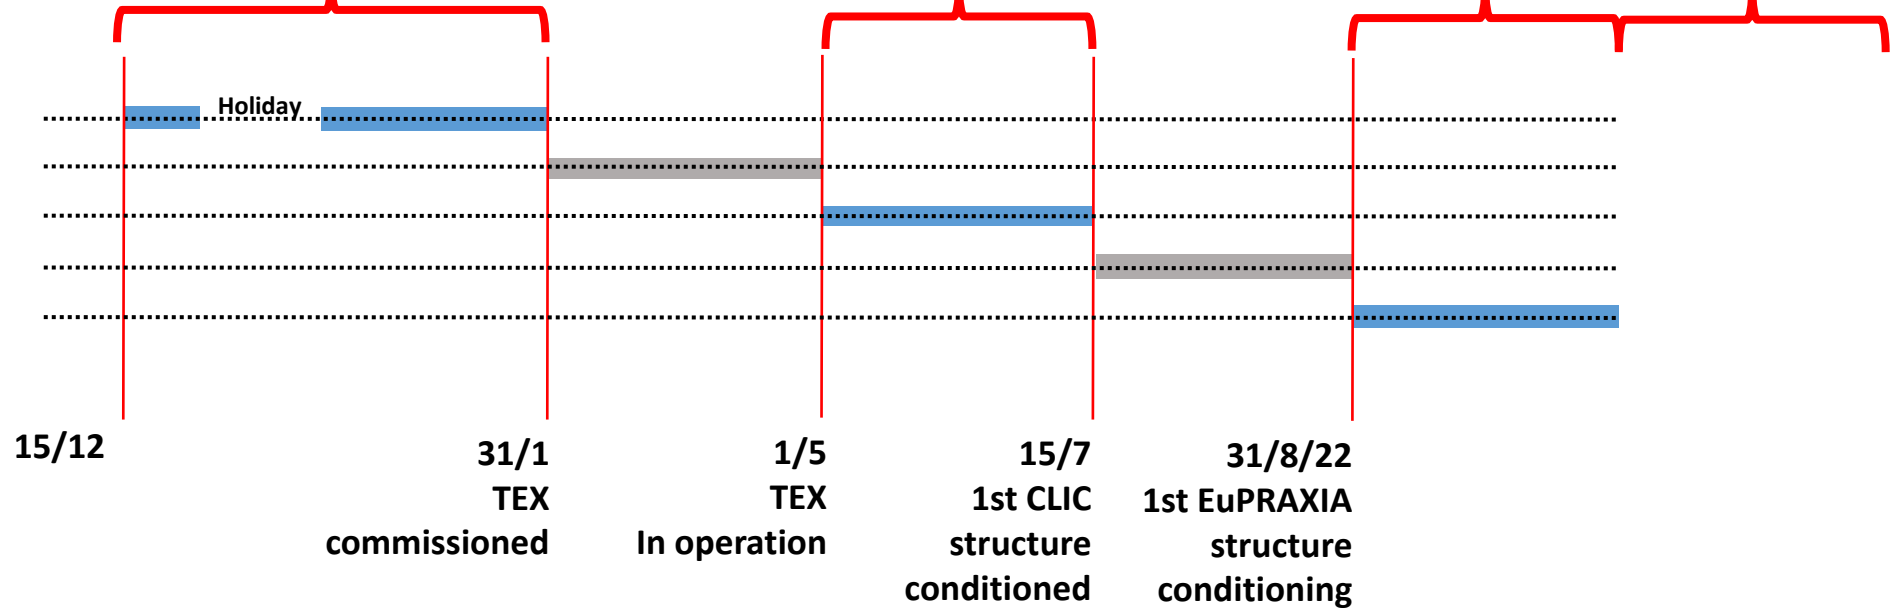 Holiday
15/12
31/1
TEX
commissioned
1/5
TEX
In operation
15/7
1st CLIC
structure
conditioned
31/8/22
1st EuPRAXIA
structure
conditioning